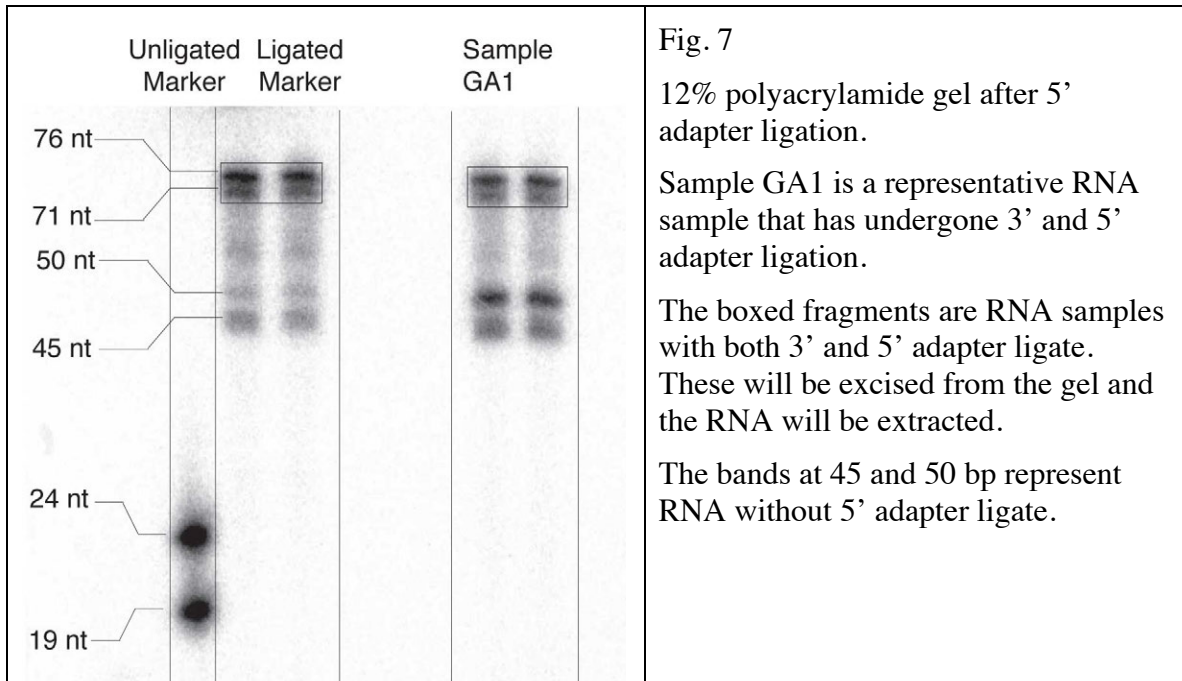 Unligated Ligated
Marker Marker
Sample
GA1
76 nt
71 nt
50 nt
45 nt
24 nt
19 nt
Fig. 7
12% polyacrylamide gel after 5’
adapter ligation.
Sample GA1 is a representative RNA
sample that has undergone 3’ and 5’
adapter ligation.
The boxed fragments are RNA samples
with both 3’ and 5’ adapter ligate.
These will be excised from the gel and
the RNA will be extracted.
The bands at 45 and 50 bp represent
RNA without 5’ adapter ligate.